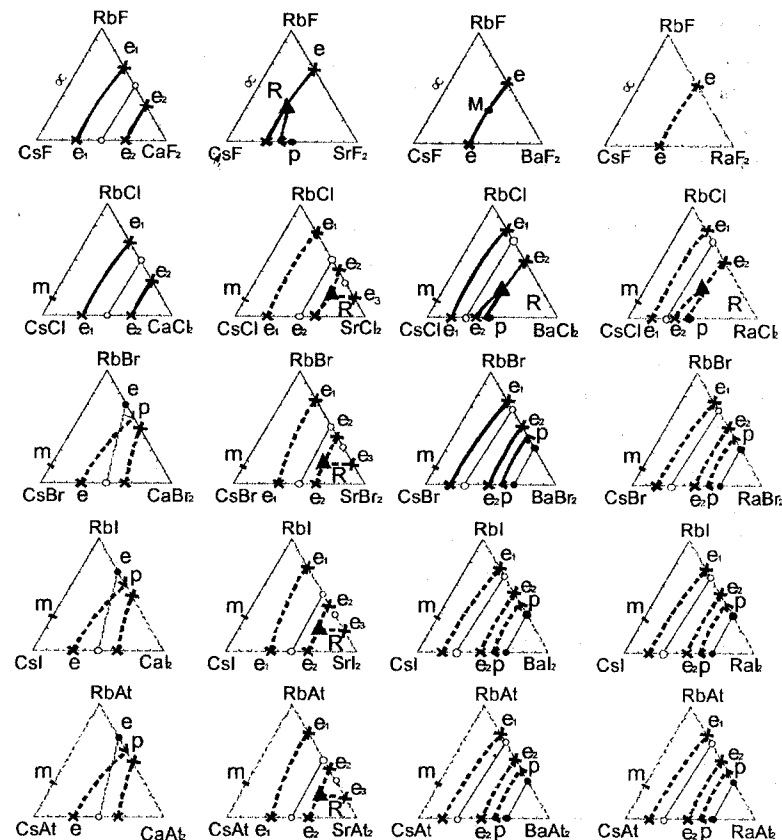 RbF RbF RbF RbF
e₁ e e e
R M
e₂
e₁ e₂ p e e
CsF CaF₂ CsF SrF₂ CsF BaF₂ CsF RaF₂
RbCl RbCl RbCl RbCl
e₁ e₁ e₁ e₁
e₂ e₂ e₂
m m e₃ m m
R R R
CsCl e₁ e₂ CaCl₂ CsCl e₁ e₂ SrCl₂ CsCl e₁ e₂ p BaCl₂ CsCl e₁ e₂ p RaCl₂
RbBr RbBr RbBr RbBr
e e₁ e₁ e₁
p e₂ e₂ e₂
p p
m m e₃ m m
R
CsBr e CaBr₂ CsBr e₁ e₂ SrBr₂ CsBr e₂ p BaBr₂ CsBr e₂ p RaBr₂
RbI RbI RbI RbI
e e₁ e₁ e₁
p e₂ e₂ e₂
p p
m m e₃ m m
R
CsI e CaI₂ CsI e₁ e₂ SrI₂ CsI e₂ p BaI₂ CsI e₂ p RaI₂
RbAt RbAt RbAt RbAt
e e₁ e₁ e₁
p e₂ e₂ e₂
p p
m m e₃ m m
R
CsAt e CaAt₂ CsAt e₁ e₂ SrAt₂ CsAt e₂ p BaAt₂ CsAt e₂ p RaAt₂